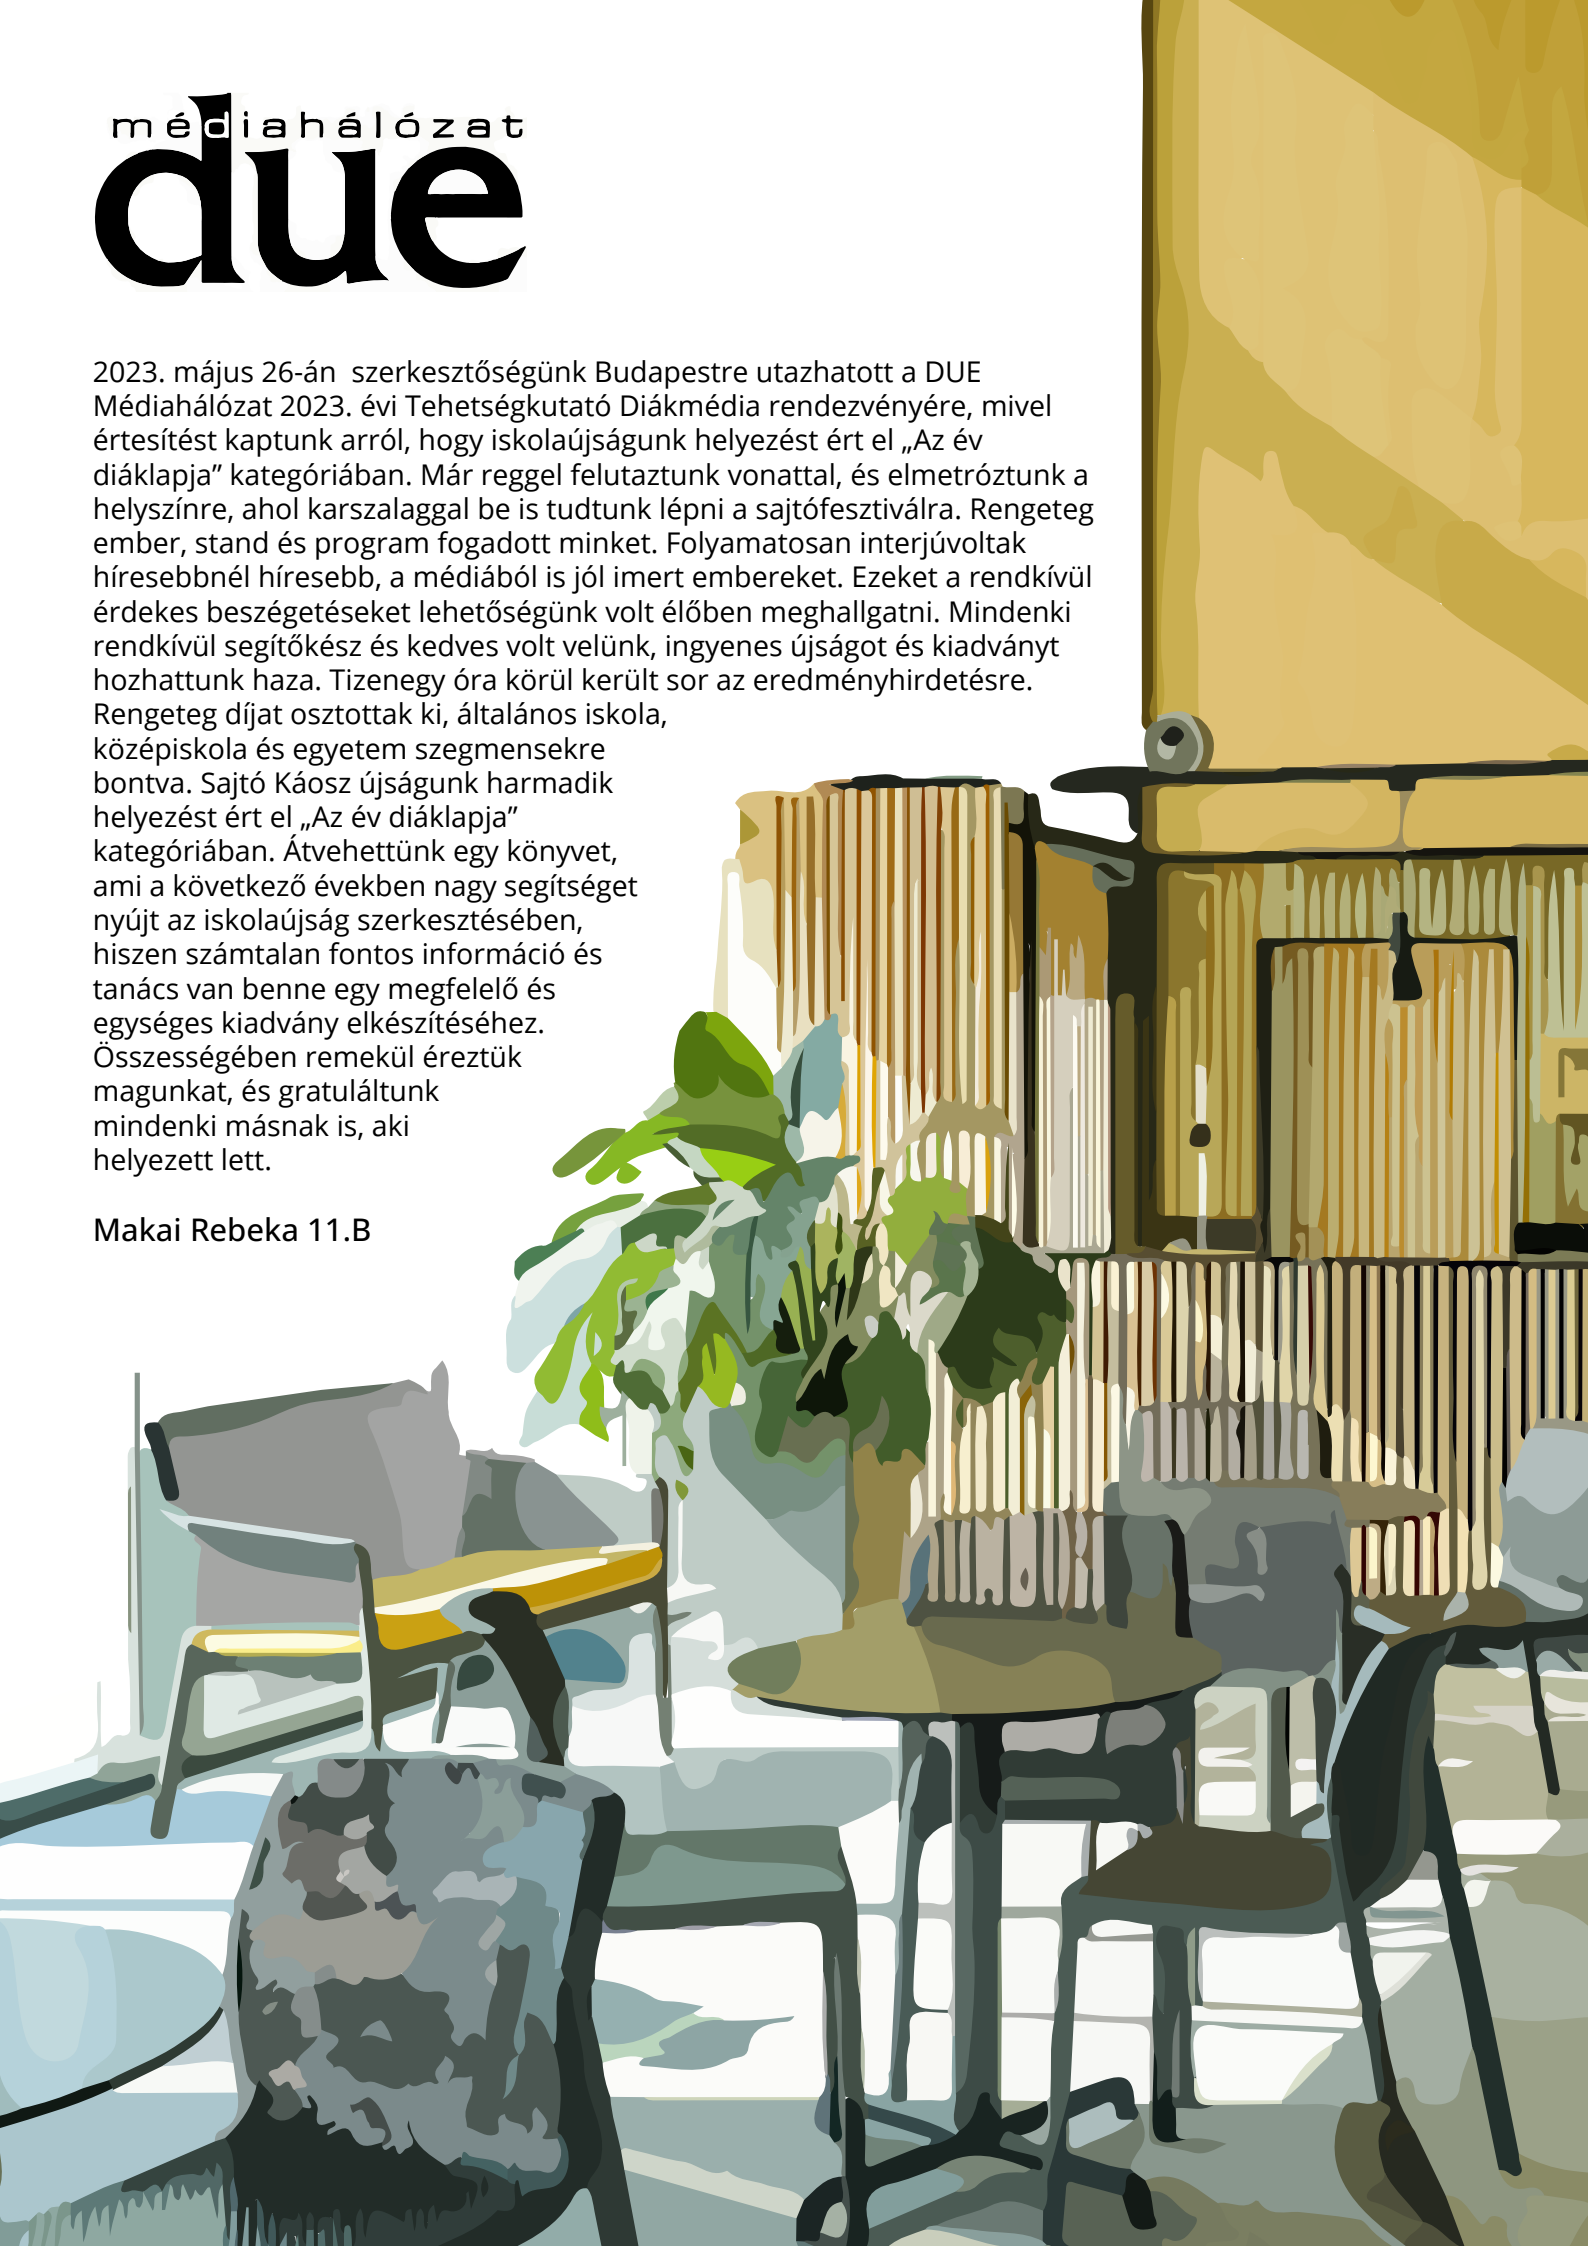 médiahálózat
due
2023. május 26-án  szerkesztőségünk Budapestre utazhatott a DUE
Médiahálózat 2023. évi Tehetségkutató Diákmédia rendezvényére, mivel
értesítést kaptunk arról, hogy iskolaújságunk helyezést ért el „Az év
diáklapja” kategóriában. Már reggel felutaztunk vonattal, és elmetróztunk a
helyszínre, ahol karszalaggal be is tudtunk lépni a sajtófesztiválra. Rengeteg
ember, stand és program fogadott minket. Folyamatosan interjúvoltak
híresebbnél híresebb, a médiából is jól imert embereket. Ezeket a rendkívül
érdekes beszégetéseket lehetőségünk volt élőben meghallgatni. Mindenki
rendkívül segítőkész és kedves volt velünk, ingyenes újságot és kiadványt
hozhattunk haza. Tizenegy óra körül került sor az eredményhirdetésre.
Rengeteg díjat osztottak ki, általános iskola,
középiskola és egyetem szegmensekre
bontva. Sajtó Káosz újságunk harmadik
helyezést ért el „Az év diáklapja”
kategóriában. Átvehettünk egy könyvet,
ami a következő években nagy segítséget
nyújt az iskolaújság szerkesztésében,
hiszen számtalan fontos információ és
tanács van benne egy megfelelő és
egységes kiadvány elkészítéséhez.
Összességében remekül éreztük
magunkat, és gratuláltunk
mindenki másnak is, aki
helyezett lett.
Makai Rebeka 11.B